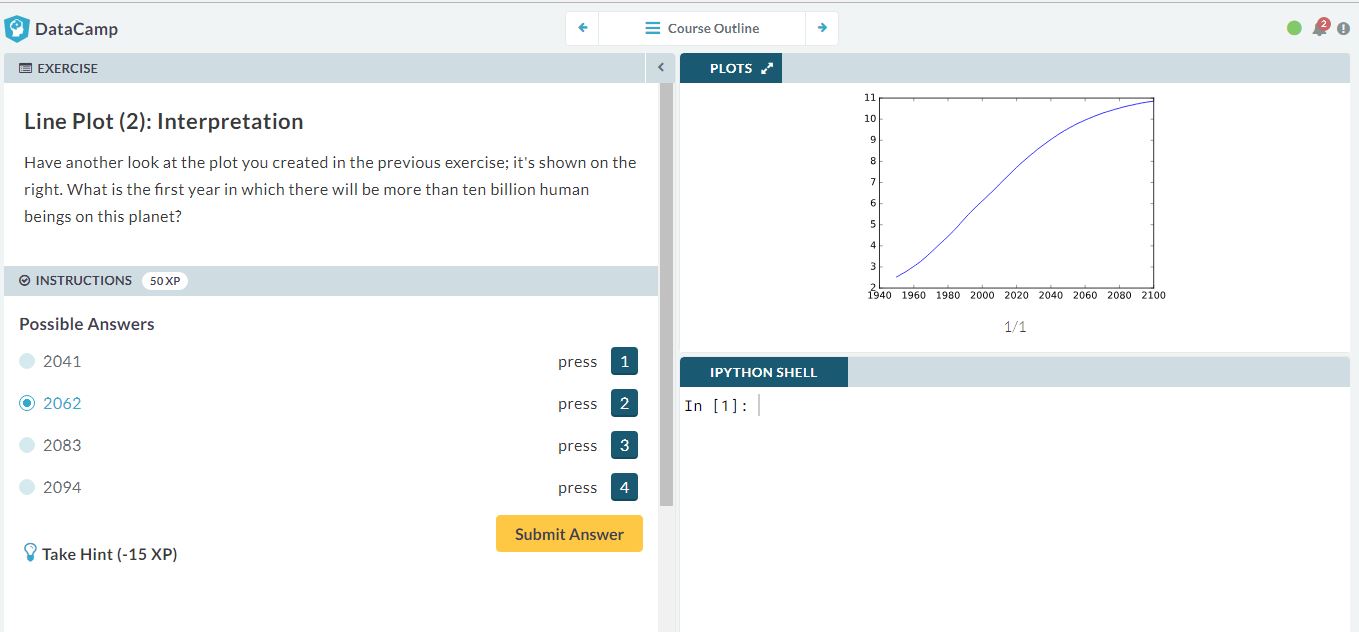 DataCamp
Course Outline
2
EXERCISE
Line Plot (2): Interpretation
Have another look at the plot you created in the previous exercise; it's shown on the
right. What is the first year in which there will be more than ten billion human
beings on this planet?
INSTRUCTIONS 50 XP
Possible Answers
2041 press 1
2062 press 2
2083 press 3
2094 press 4
Submit Answer
Take Hint (-15 XP)
PLOTS
11
10
9
8
7
6
5
4
3
2
1940 1960 1980 2000 2020 2040 2060 2080 2100
1/1
IPYTHON SHELL
In [1]: